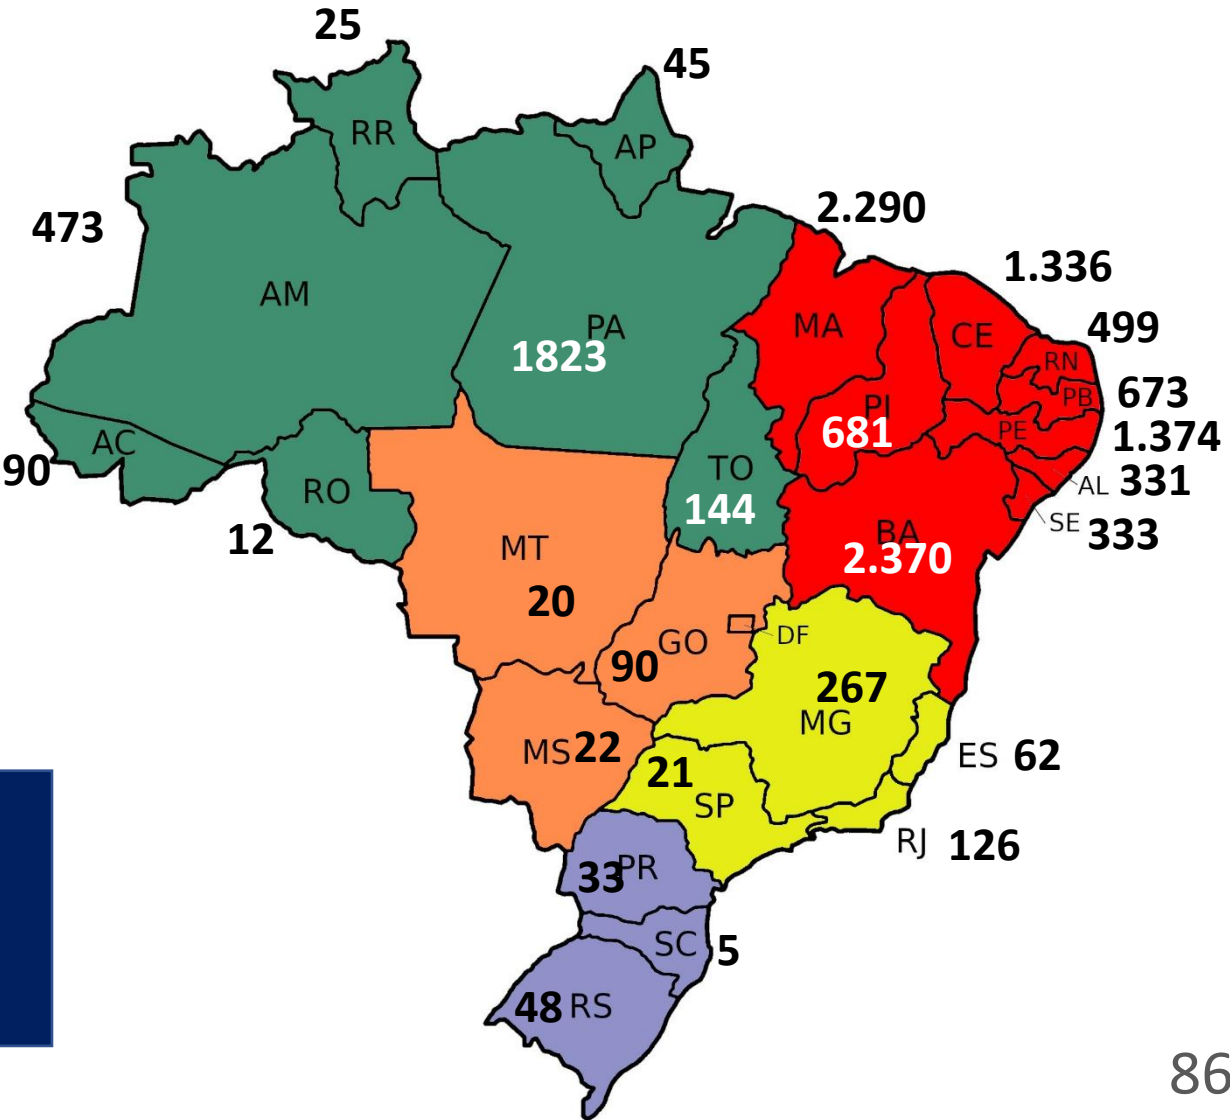 25
45
RR
AP
473
2.290
1.336
AM
PA
1823
MA
CE
499
RN
PB
673
PI
681
PE
1.374
AC
90
TO
144
AL 331
RO
12
SE 333
BA
2.370
MT
20
DF
GO
90
267
MG
MS 22
21
SP
ES 62
RJ 126
33 PR
SC 5
48 RS
86